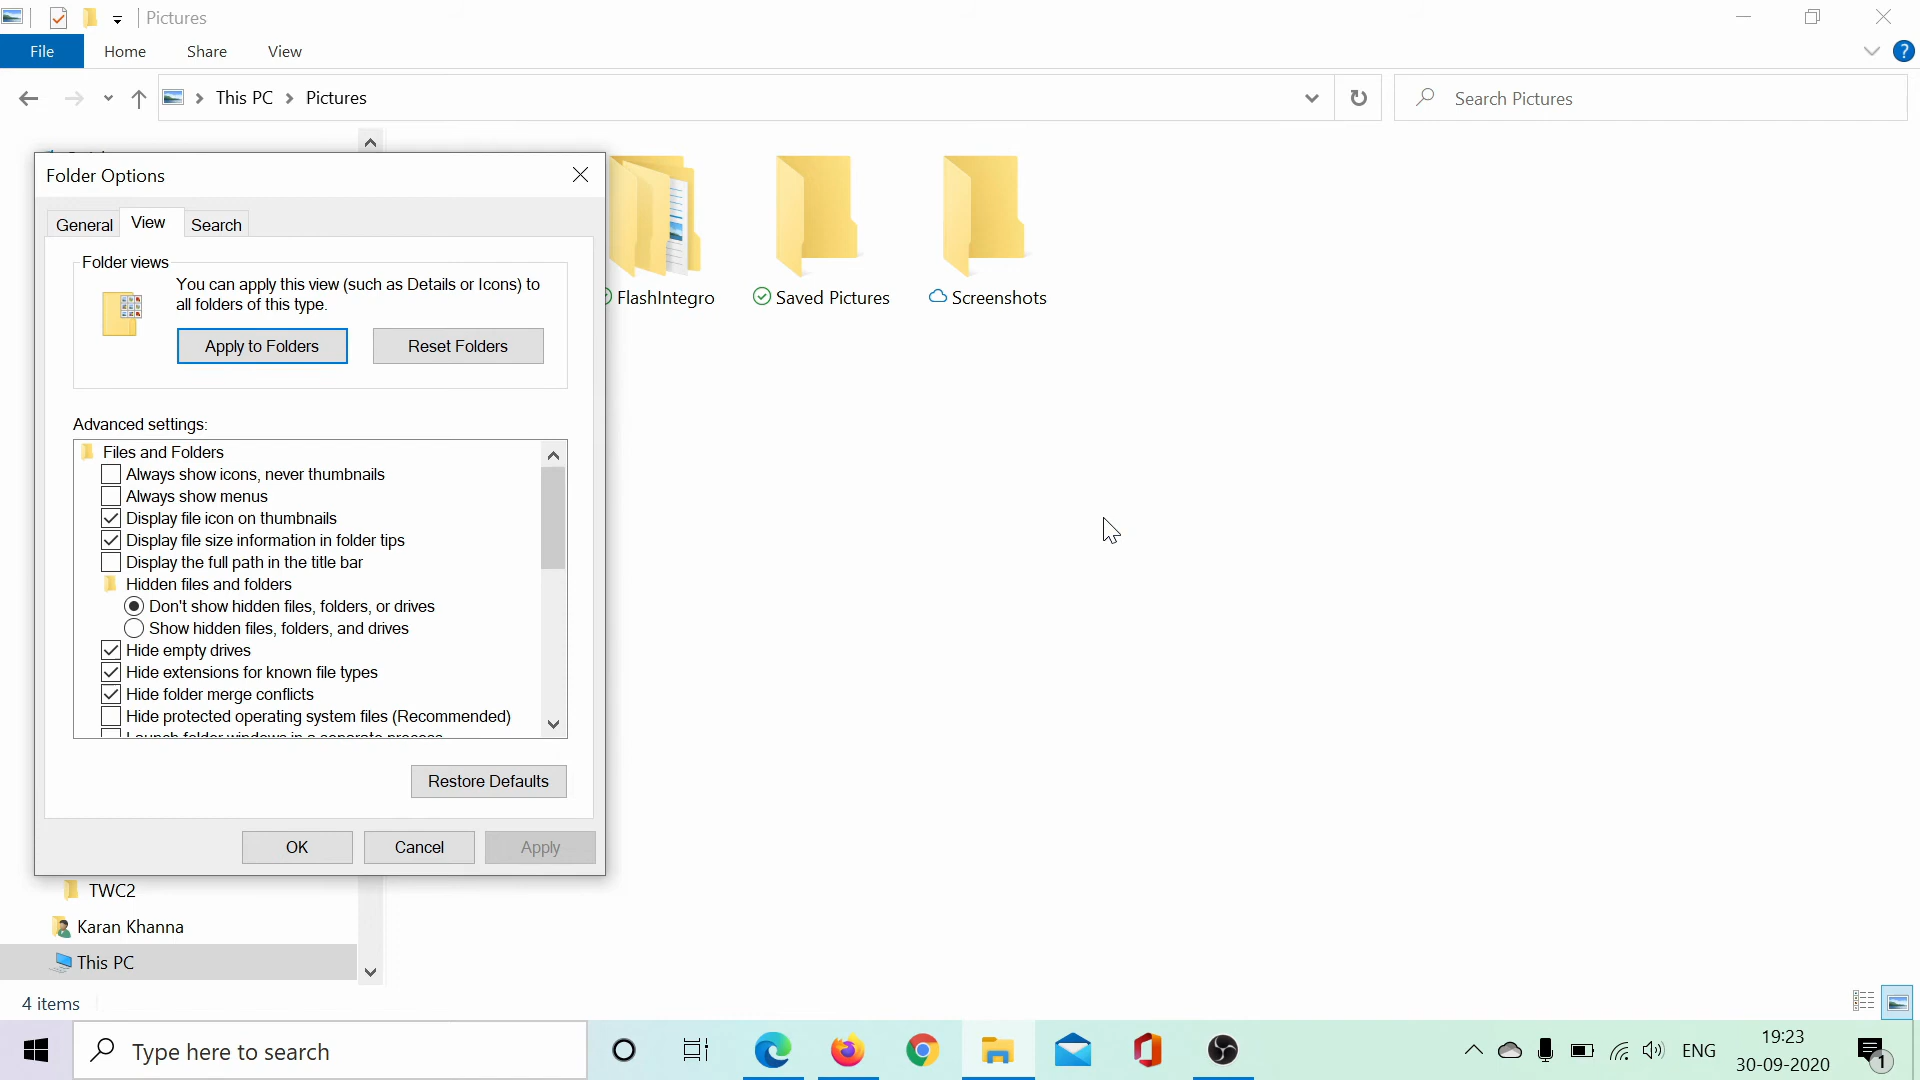 Pictures
File
Home
Share
View
This PC
Pictures
Search Pictures
Folder Options
General
View
Search
Folder views
You can apply this view (such as Details or Icons) to
all folders of this type.
Apply to Folders
Reset Folders
Advanced settings:
Files and Folders
Always show icons, never thumbnails
Always show menus
Display file icon on thumbnails
Display file size information in folder tips
Display the full path in the title bar
Hidden files and folders
Don't show hidden files, folders, or drives
Show hidden files, folders, and drives
Hide empty drives
Hide extensions for known file types
Hide folder merge conflicts
Hide protected operating system files (Recommended)
Launch folder windows in a separate process
Restore Defaults
OK
Cancel
Apply
FlashIntegro
Saved Pictures
Screenshots
TWC2
Karan Khanna
This PC
4 items
Type here to search
ENG
19:23
30-09-2020
1